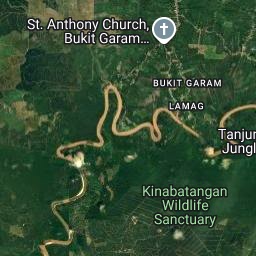 St. Anthony Church,
Bukit Garam...
BUKIT GARAM
LAMAG
Tanjun
Jungl
Kinabatangan
Wildlife
Sanctuary